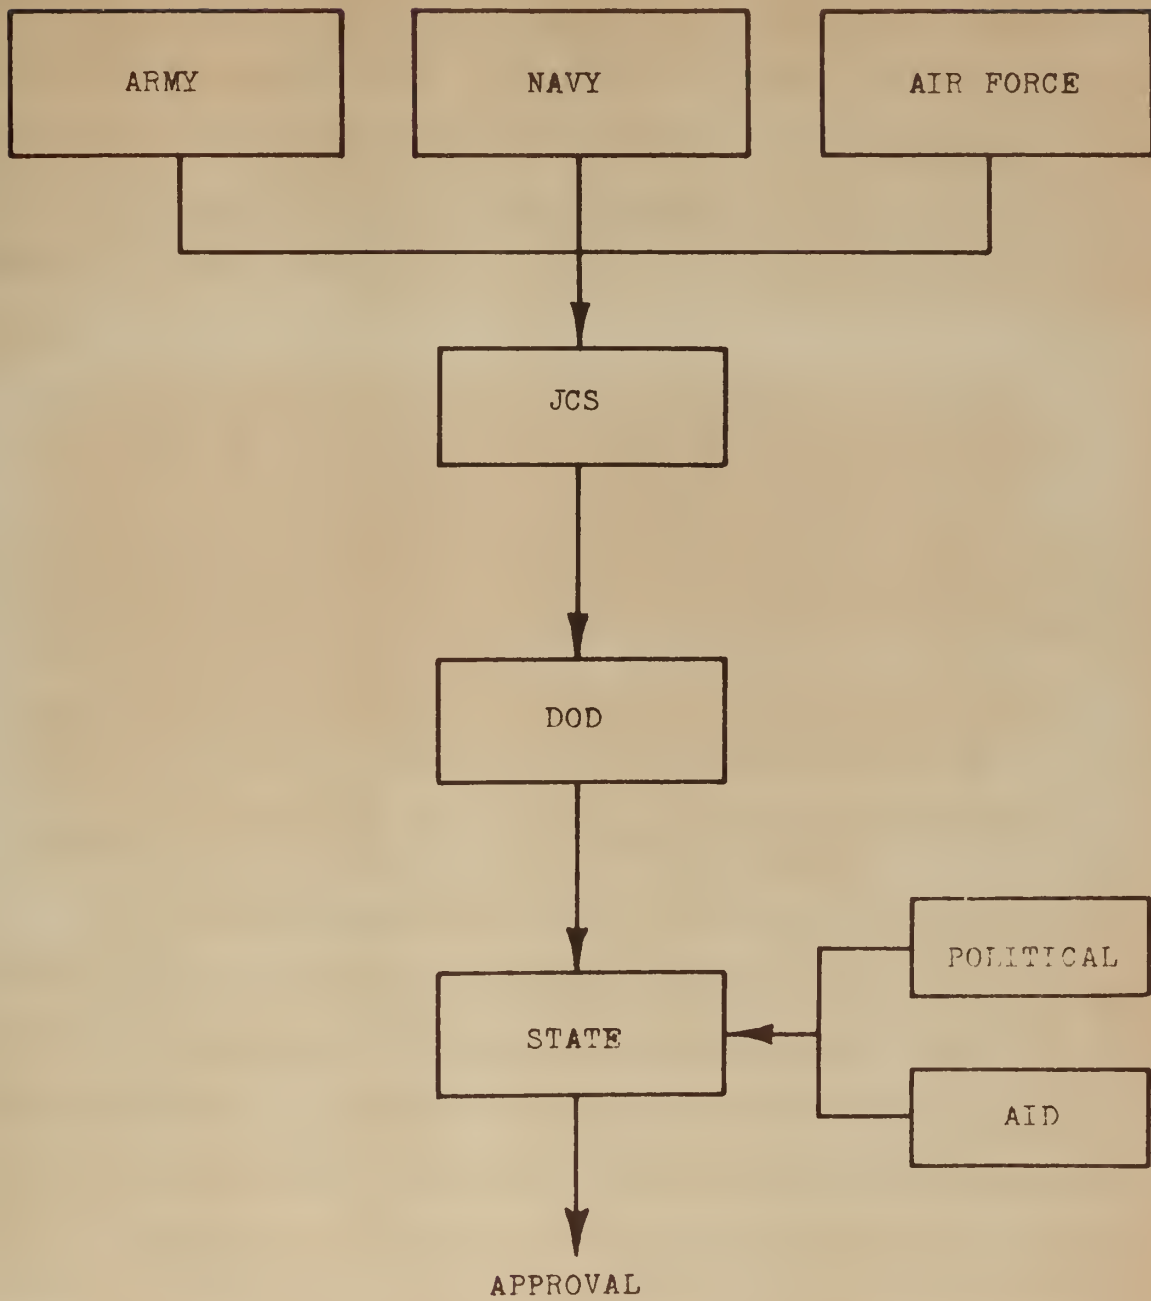 ARMY
NAVY
AIR FORCE
JCS
DOD
POLITICAL
STATE
AID
APPROVAL